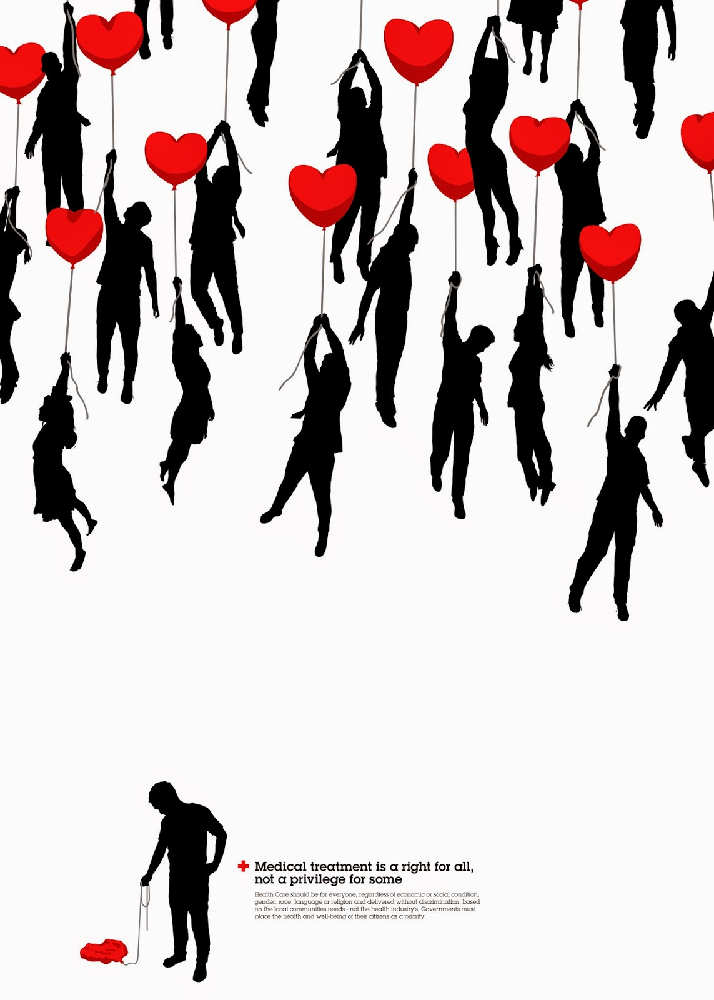 Medical treatment is a right for all,
not a privilege for some
Health Care should be for everyone, regardless of economic or social condition,
gender, race, language or religion and delivered without discrimination, based
on the local communities needs - not the health industry's. Governments must
place the health and well-being of their citizens as a priority.